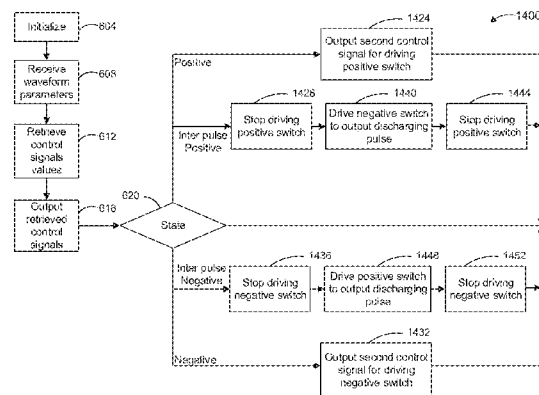 Initialize
604
Receive
waveform
parameters
608
Retrieve
control
signals
values
612
Output
retrieved
control
signals
616
620
State
1400
Positive
1424
Output second control
signal for driving
positive switch
Inter pulse
Positive
1428
Stop driving
positive switch
1440
Drive negative switch
to output discharging
pulse
1444
Stop driving
positive switch
Inter pulse
Negative
1436
Stop driving
negative switch
1448
Drive positive switch
to output discharging
pulse
1452
Stop driving
negative switch
Negative
1432
Output second control
signal for driving
negative switch